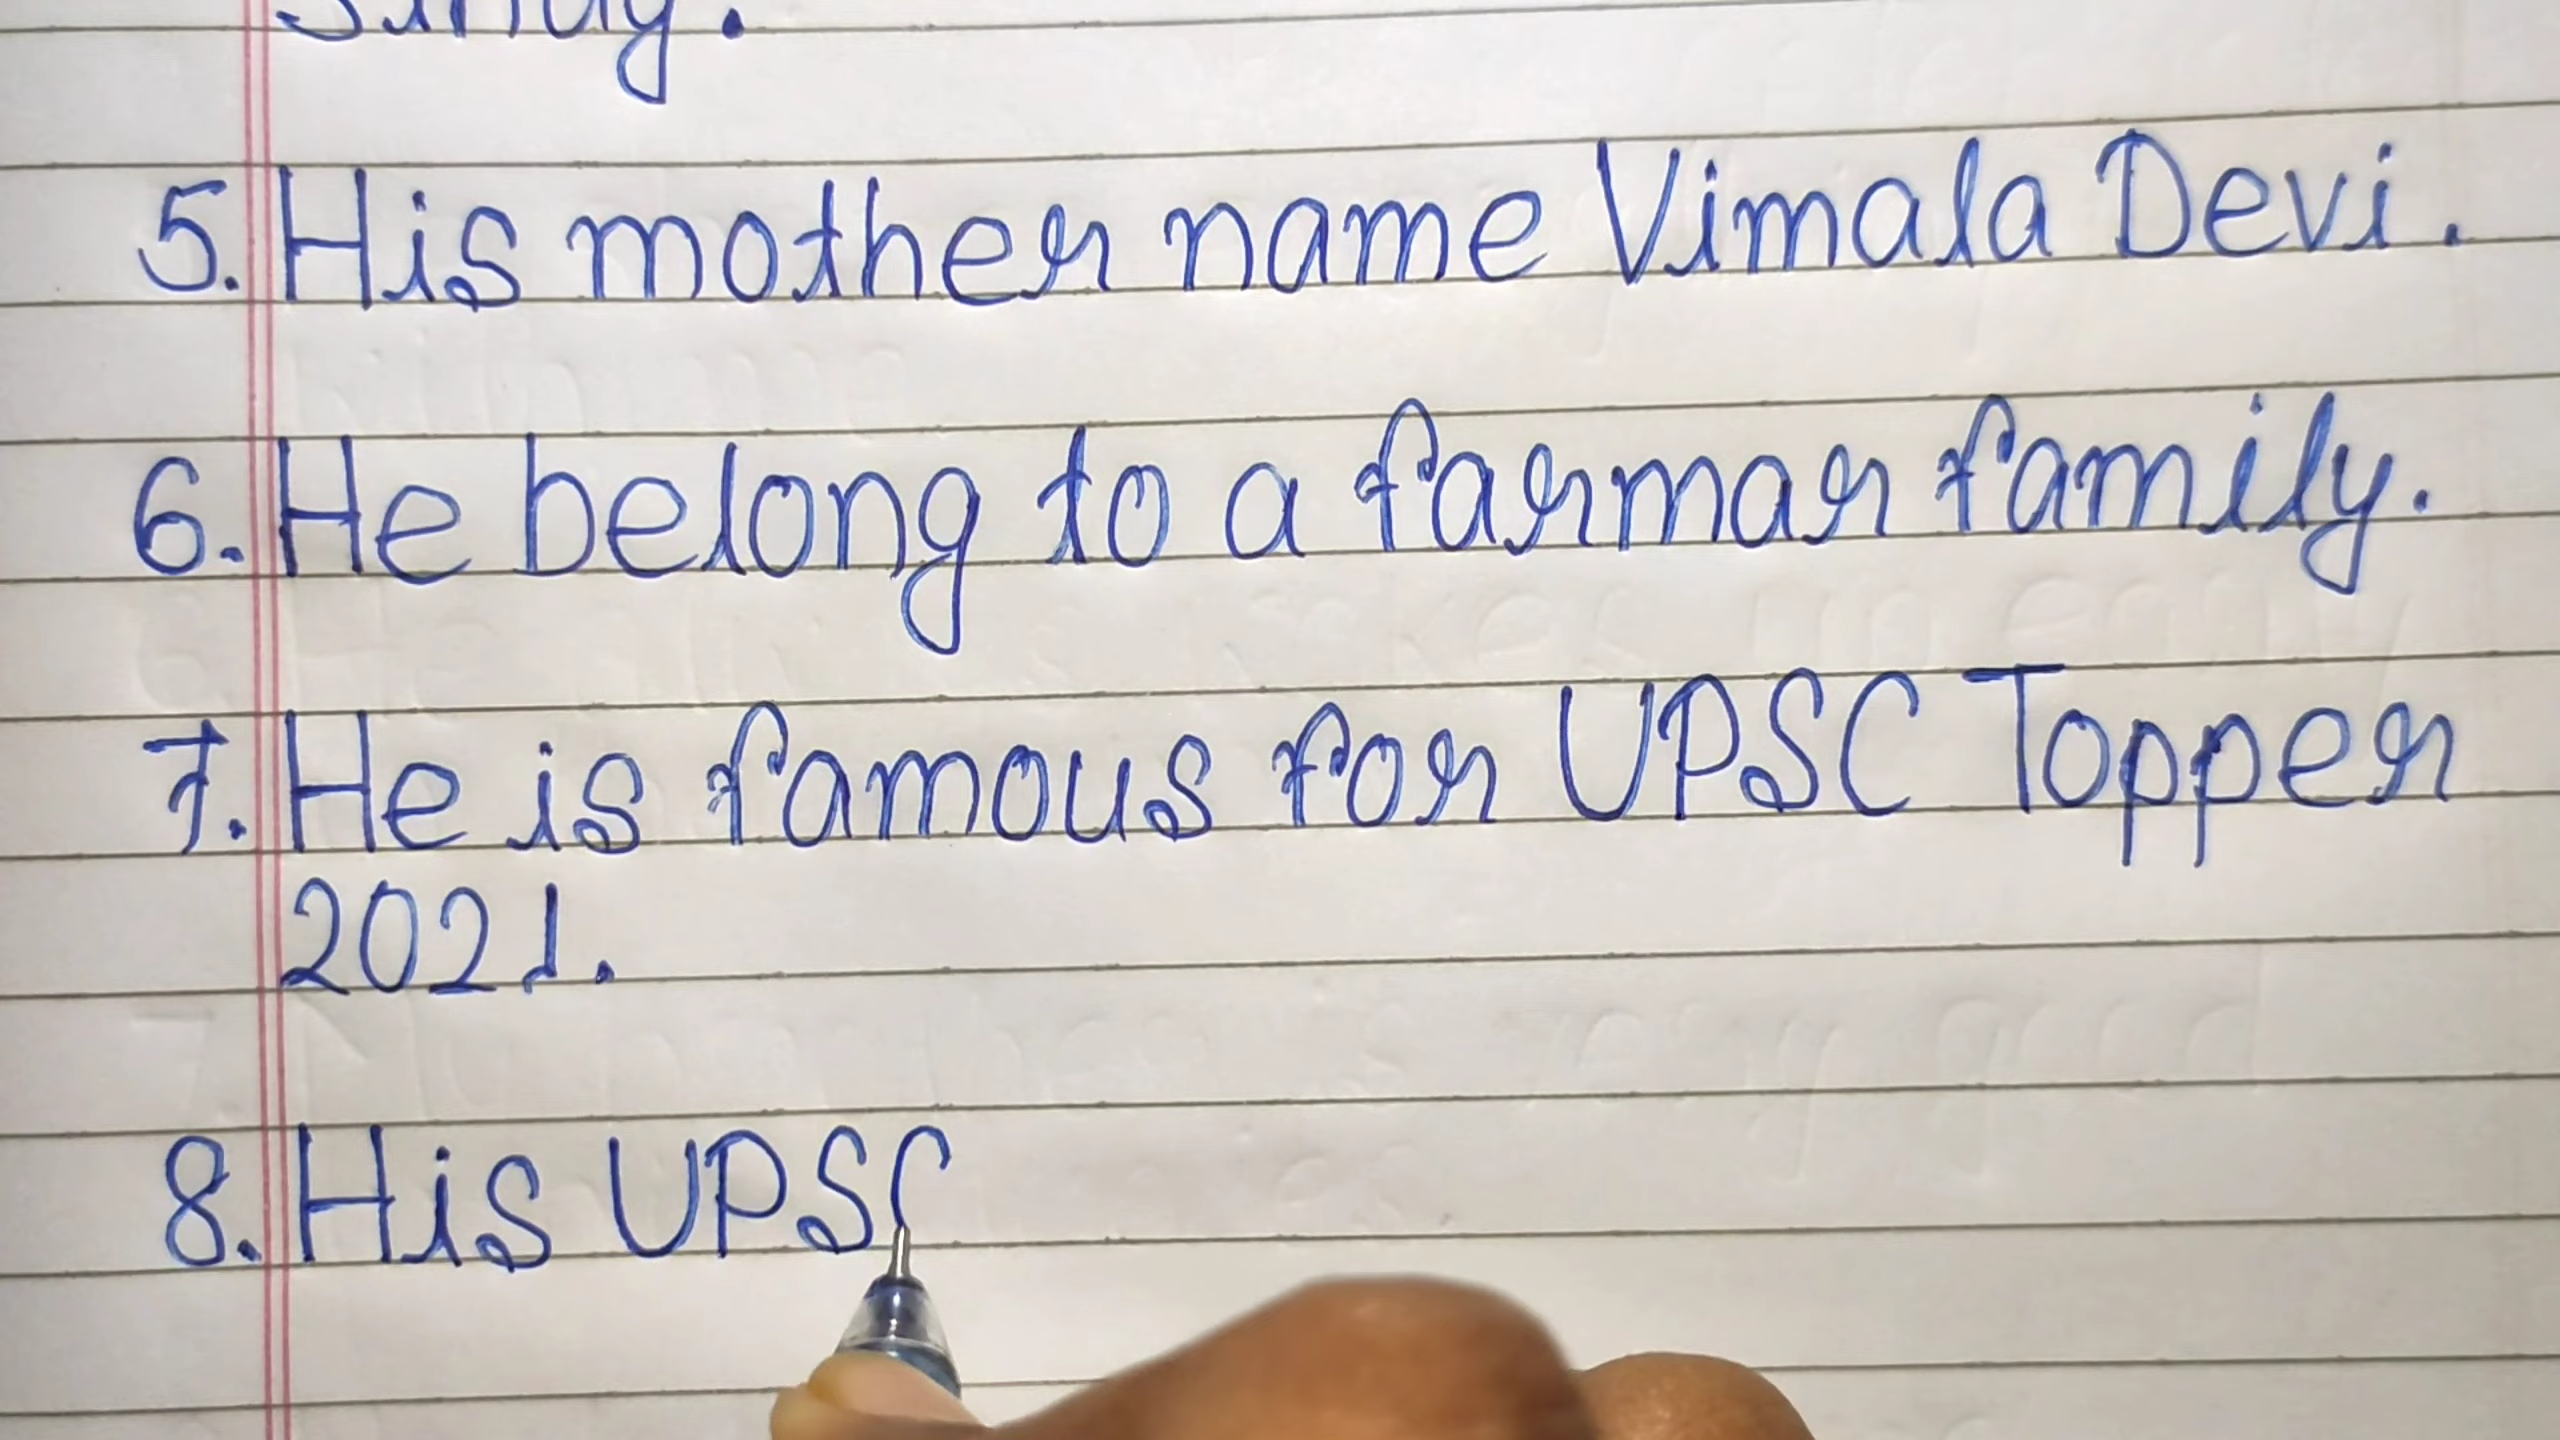 5. His mother name Vimala Devi.
6. He belong to a farmar family.
7. He is famous for UPSC Topper
2021.
8. His UPSC